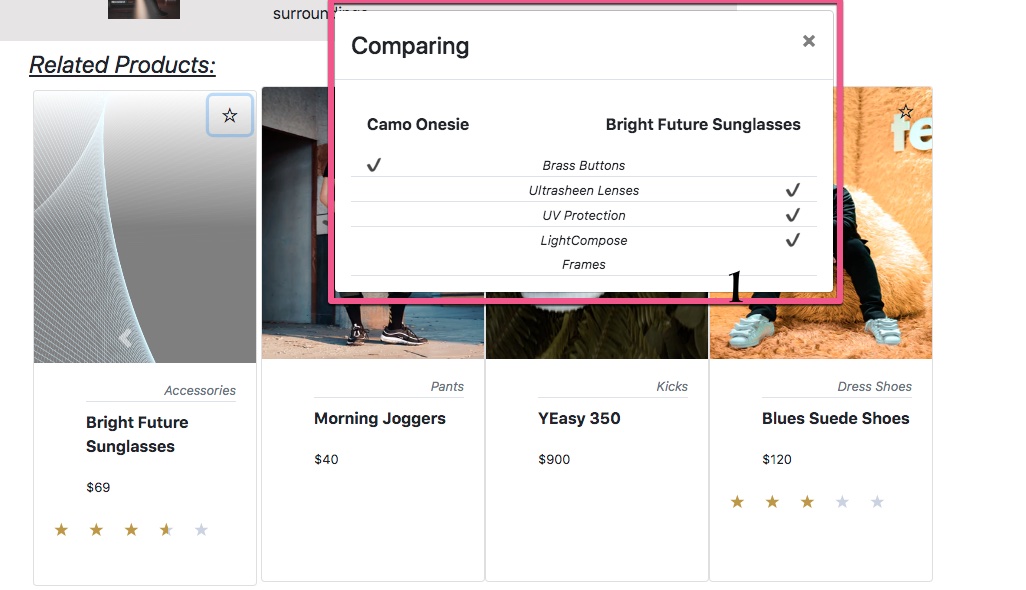 surroundings
Related Products:
Comparing
Camo Onesie Bright Future Sunglasses
✔ Brass Buttons
Ultrasheen Lenses ✔
UV Protection ✔
LightCompose ✔
Frames
1
te
Accessories
Bright Future
Sunglasses
$69
Pants
Morning Joggers
$40
Kicks
YEasy 350
$900
Dress Shoes
Blues Suede Shoes
$120